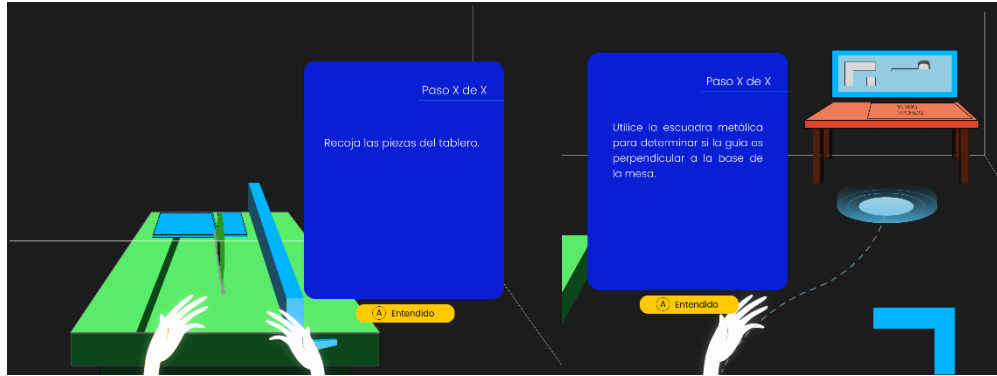 Paso X de X
Recoja las piezas del tablero.
A Entendido
Paso X de X
Utilice la escuadra metálica
para determinar si la guia es
perpendicular a la base de
la mesa.
A Entendido